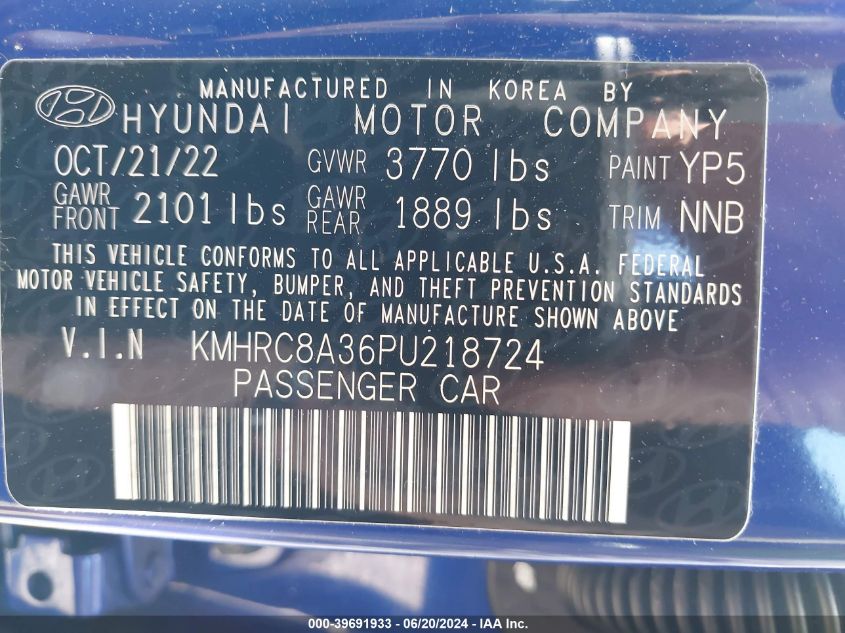 MANUFACTURED IN KOREA BY
HYUNDAI MOTOR COMPANY
OCT/21/22 GVWR 3770 lbs PAINT YP5
GAWR FRONT 2101 lbs GAWR REAR 1889 lbs TRIM NNB
THIS VEHICLE CONFORMS TO ALL APPLICABLE U.S.A. FEDERAL
MOTOR VEHICLE SAFETY, BUMPER, AND THEFT PREVENTION STANDARDS
IN EFFECT ON THE DATE OF MANUFACTURE SHOWN ABOVE
V.I.N KMHRC8A36PU218724
PASSENGER CAR
000-39691933 - 06/20/2024 - © IAA, Inc.